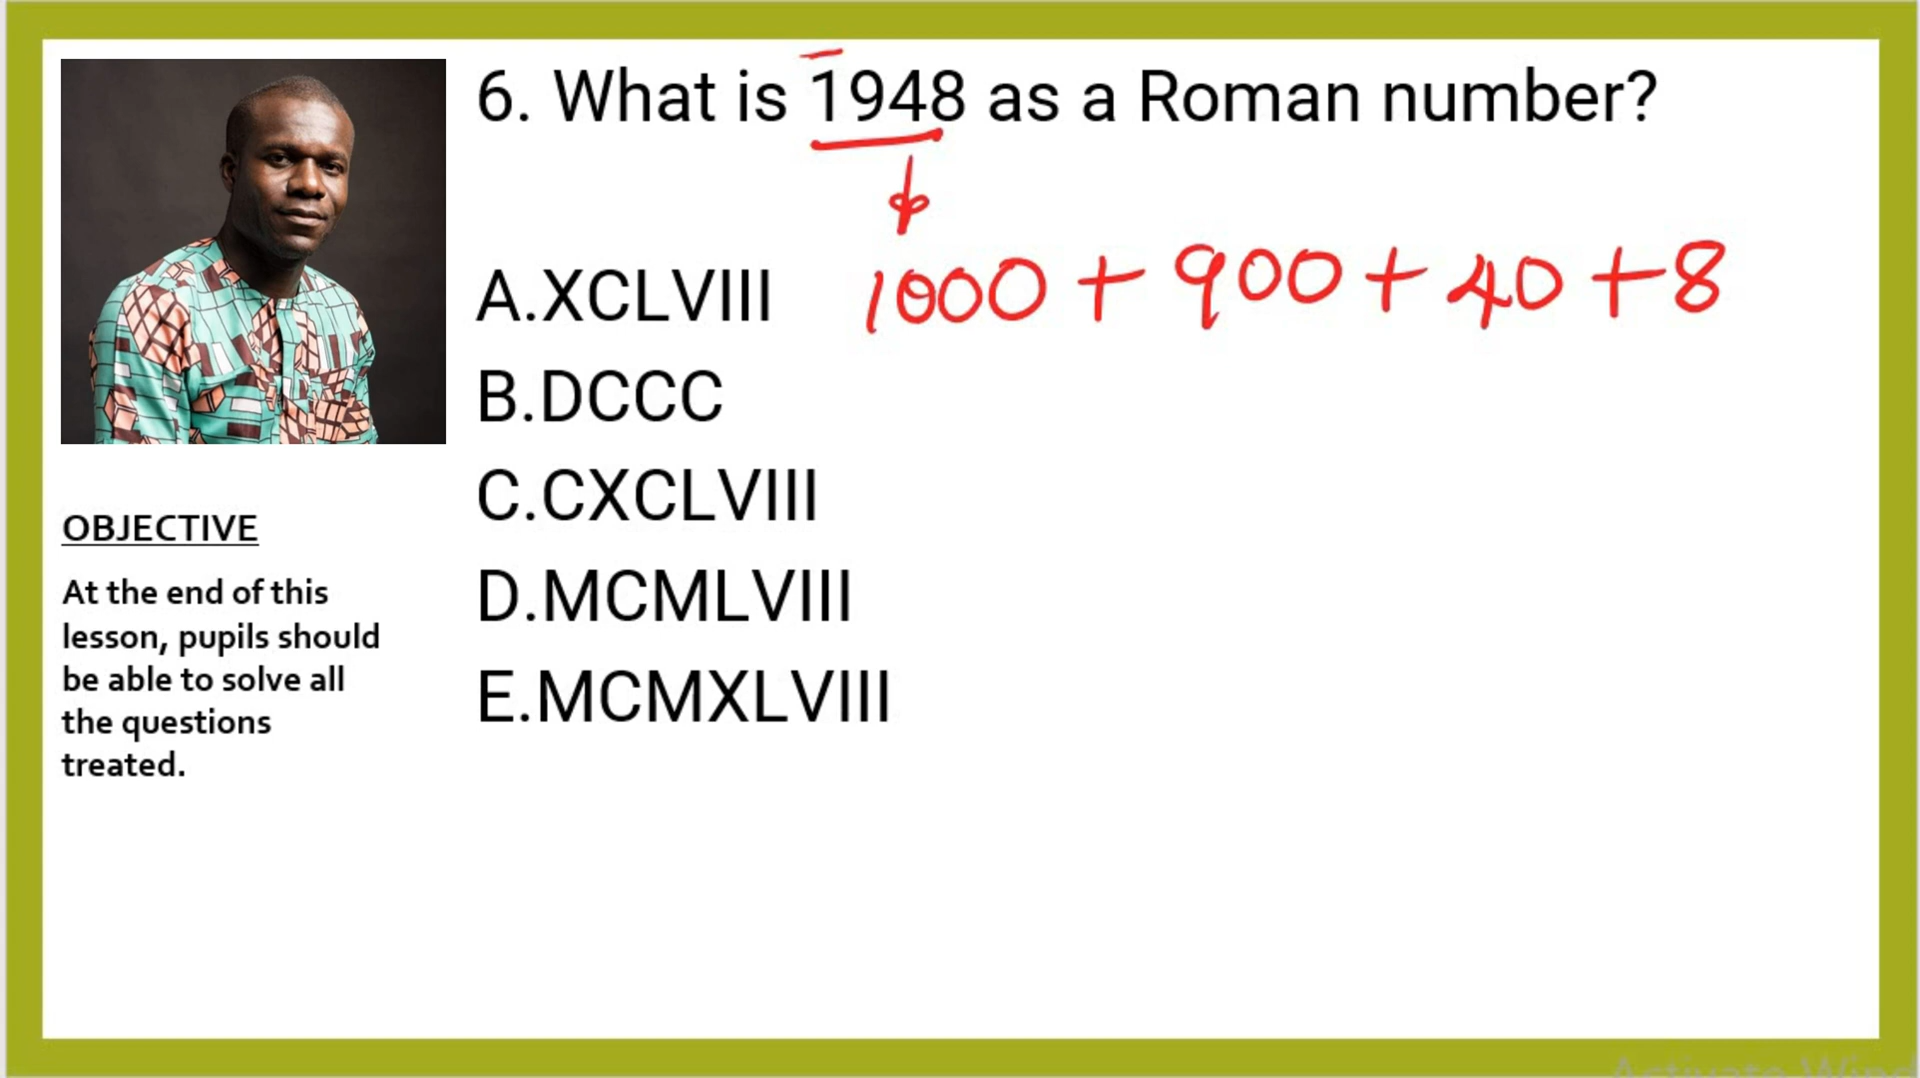 6. What is 1948 as a Roman number?
1000 + 900 + 40 + 8
A.XCLVIII
B.DCCC
C.CXCLVIII
D.MCMLVIII
E.MCMXLVIII
OBJECTIVE
At the end of this
lesson, pupils should
be able to solve all
the questions
treated.